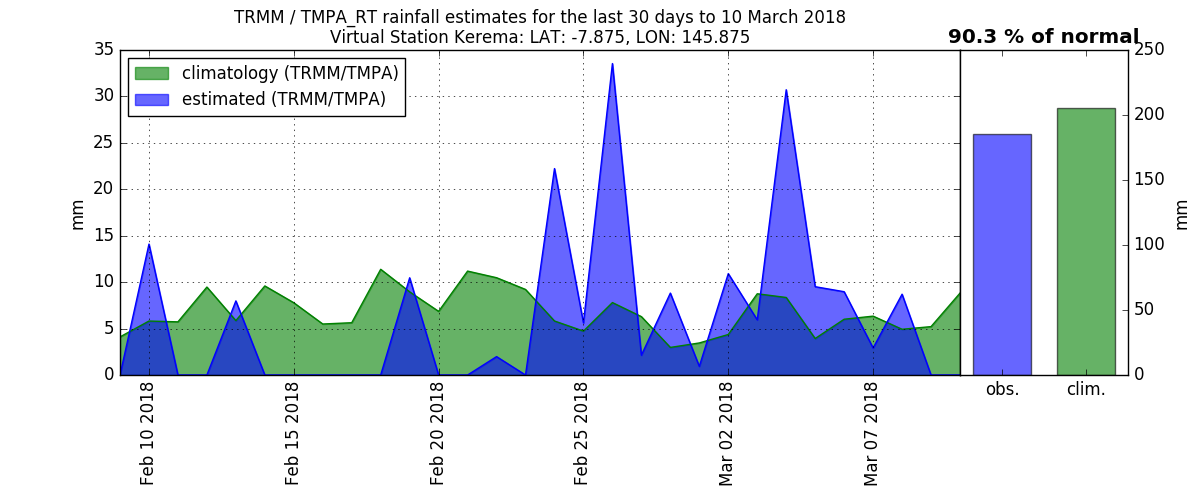 TRMM / TMPA_RT rainfall estimates for the last 30 days to 10 March 2018
Virtual Station Kerema: LAT: -7.875, LON: 145.875
90.3 % of normal
climatology (TRMM/TMPA)
estimated (TRMM/TMPA)
mm
35
30
25
20
15
10
5
0
Feb 10 2018
Feb 15 2018
Feb 20 2018
Feb 25 2018
Mar 02 2018
Mar 07 2018
250
200
150
100
50
0
mm
obs.
clim.